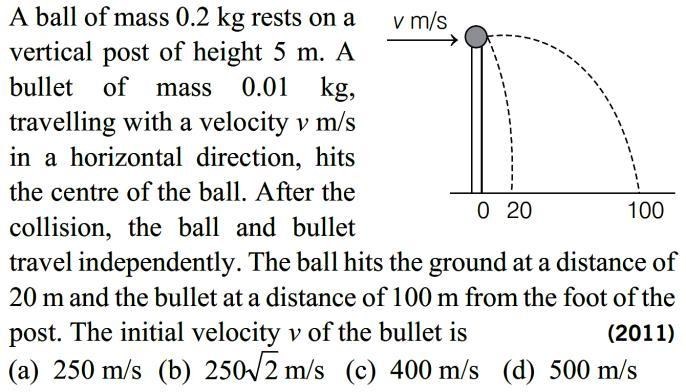 A ball of mass 0.2 kg rests on a
vertical post of height 5 m. A
bullet of mass 0.01 kg,
travelling with a velocity v m/s
in a horizontal direction, hits
the centre of the ball. After the
collision, the ball and bullet
travel independently. The ball hits the ground at a distance of
20 m and the bullet at a distance of 100 m from the foot of the
post. The initial velocity v of the bullet is (2011)
(a) 250 m/s (b) 250√2 m/s (c) 400 m/s (d) 500 m/s
v m/s
0 20 100